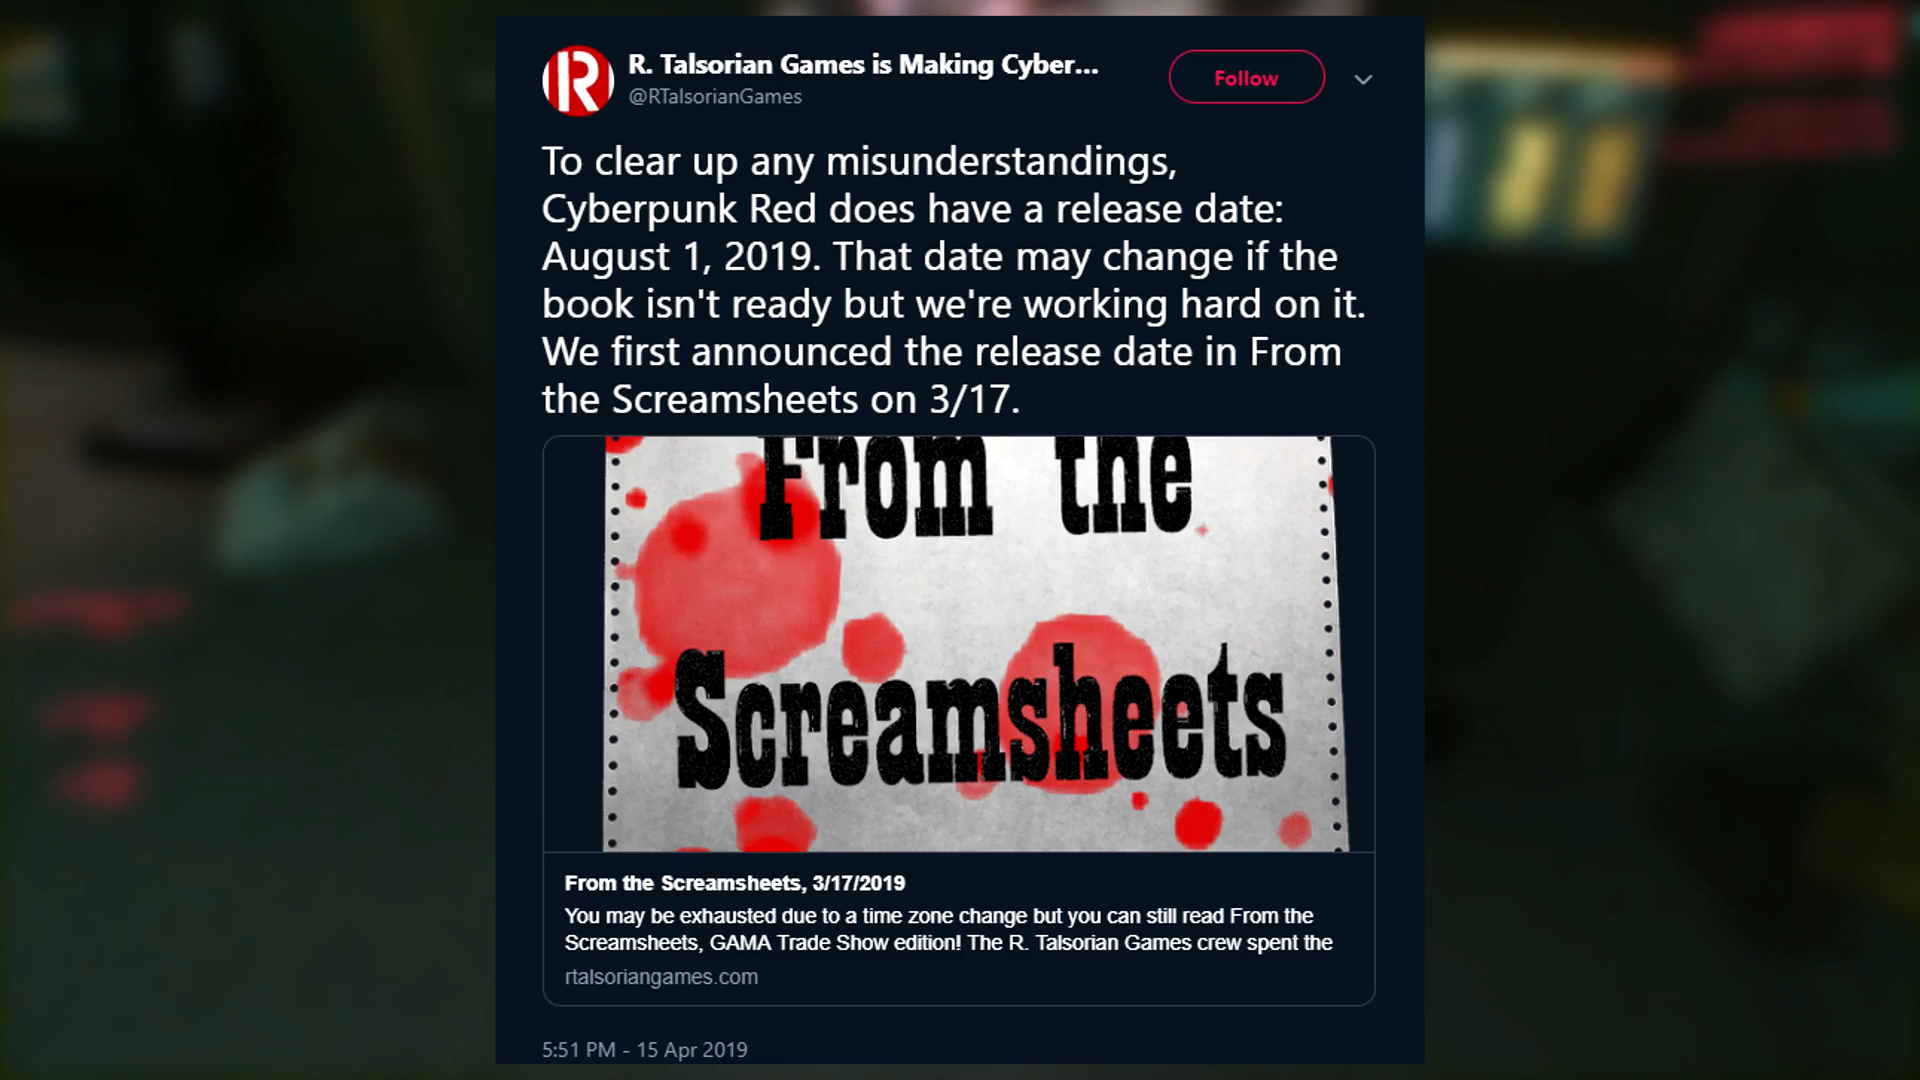 R. Talsorian Games is Making Cyber...
@RTalsorianGames
Follow
To clear up any misunderstandings,
Cyberpunk Red does have a release date:
August 1, 2019. That date may change if the
book isn't ready but we're working hard on it.
We first announced the release date in From
the Screamsheets on 3/17.
From the
Screamsheets
From the Screamsheets, 3/17/2019
You may be exhausted due to a time zone change but you can still read From the
Screamsheets, GAMA Trade Show edition! The R. Talsorian Games crew spent the
rtalsoriangames.com
5:51 PM - 15 Apr 2019